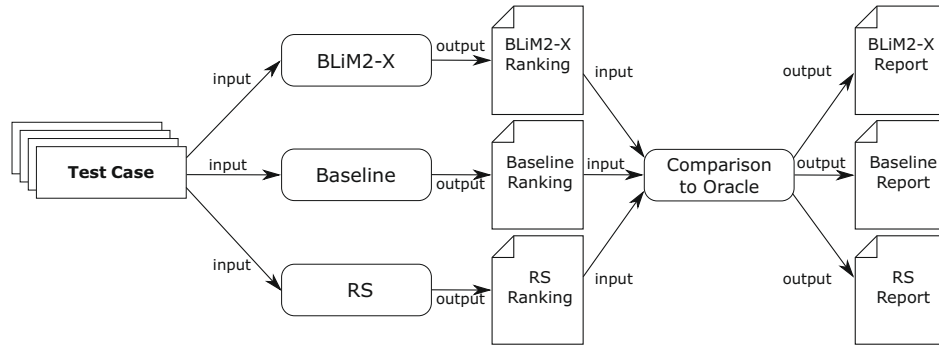 BLiM2-X
output
BLiM2-X
Ranking
input
input
output
BLiM2-X
Report
Test Case
input
Baseline
output
Baseline
Ranking
input
Comparison
to Oracle
output
Baseline
Report
input
RS
output
RS
Ranking
input
output
RS
Report